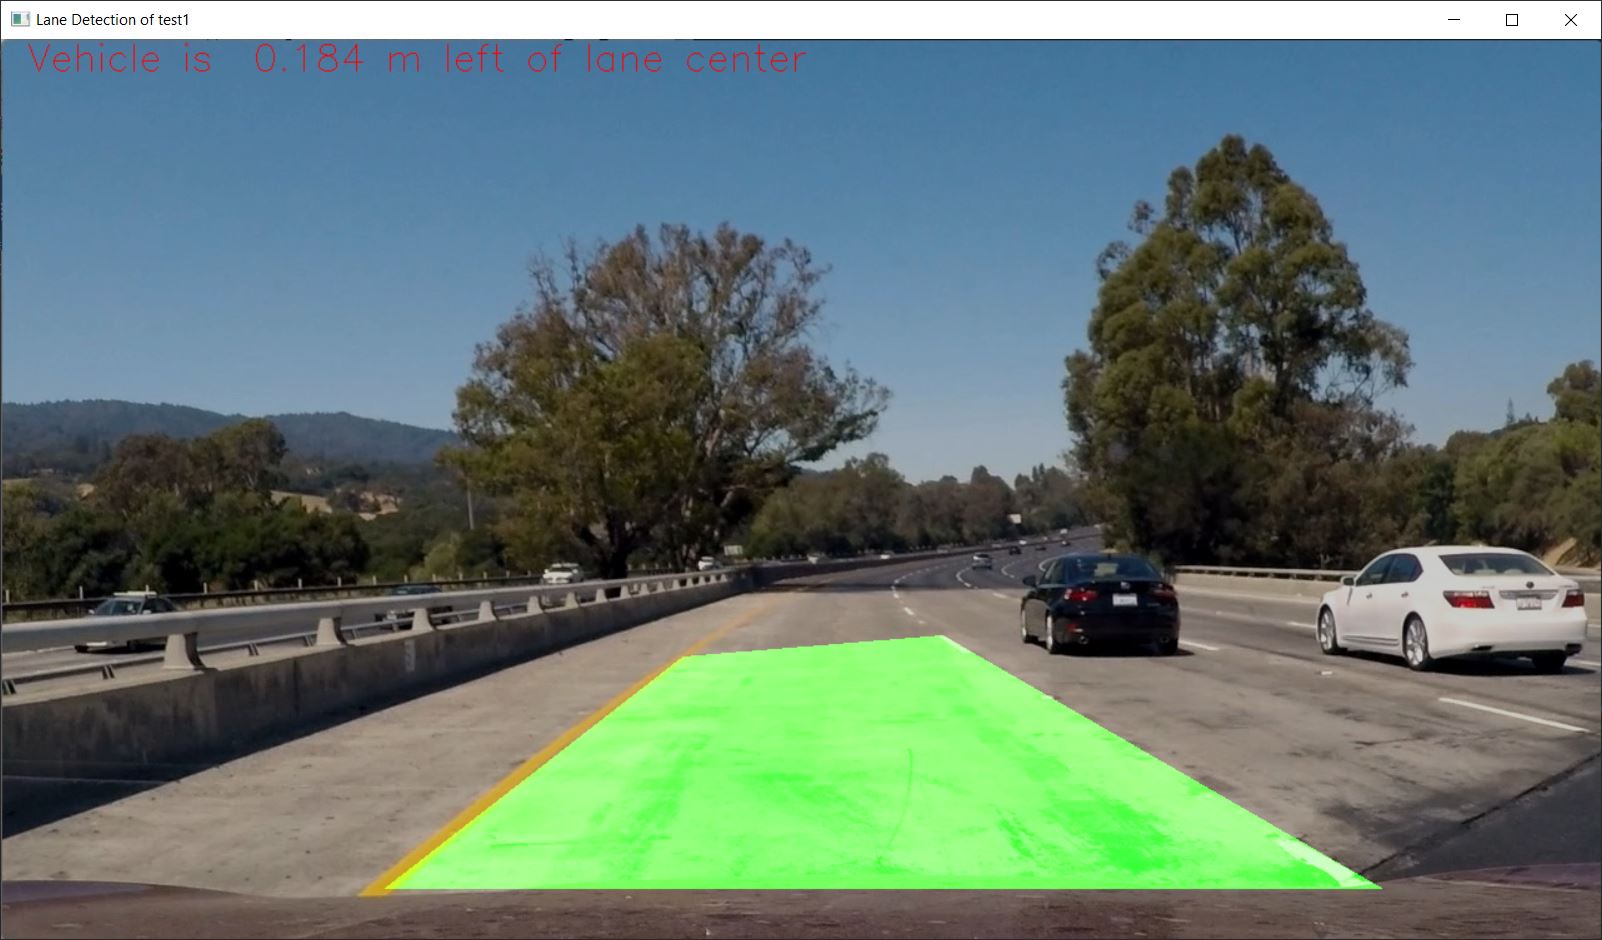 Lane Detection of test1
Vehicle is 0.184 m left of lane center